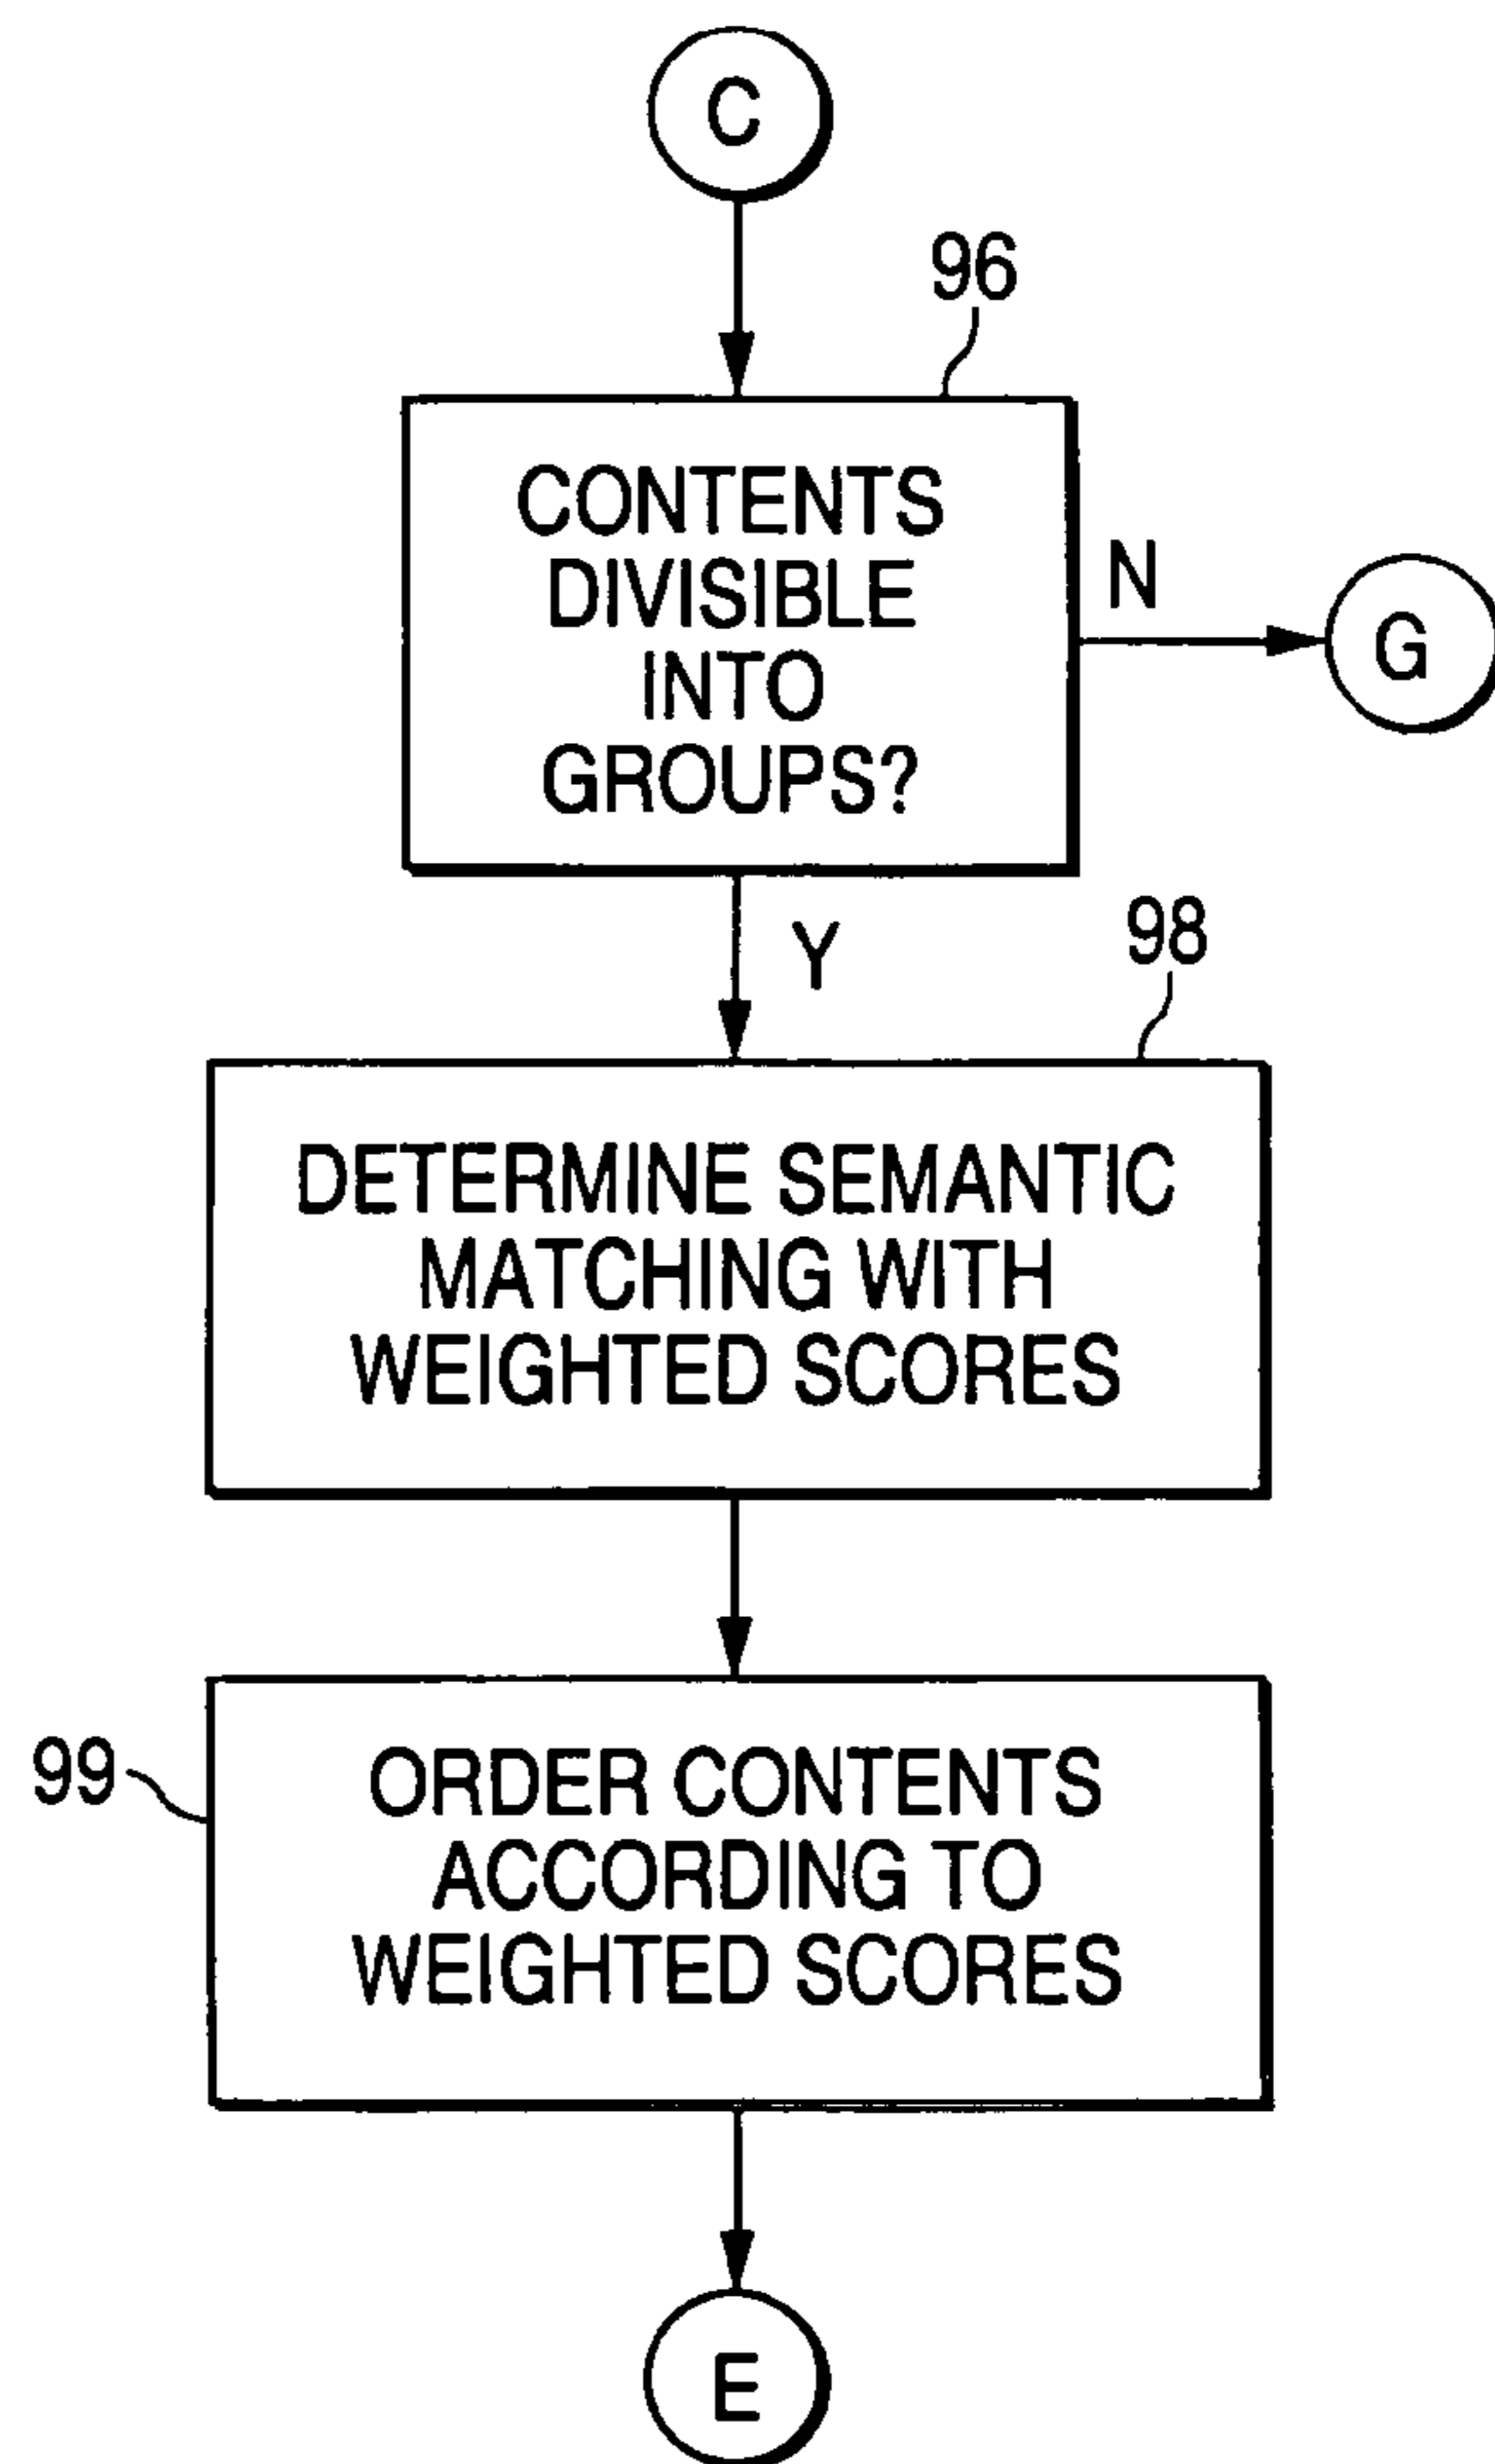 C
96
CONTENTS
DIVISIBLE
INTO
GROUPS?
N
G
Y
98
DETERMINE SEMANTIC
MATCHING WITH
WEIGHTED SCORES
99
ORDER CONTENTS
ACCORDING TO
WEIGHTED SCORES
E